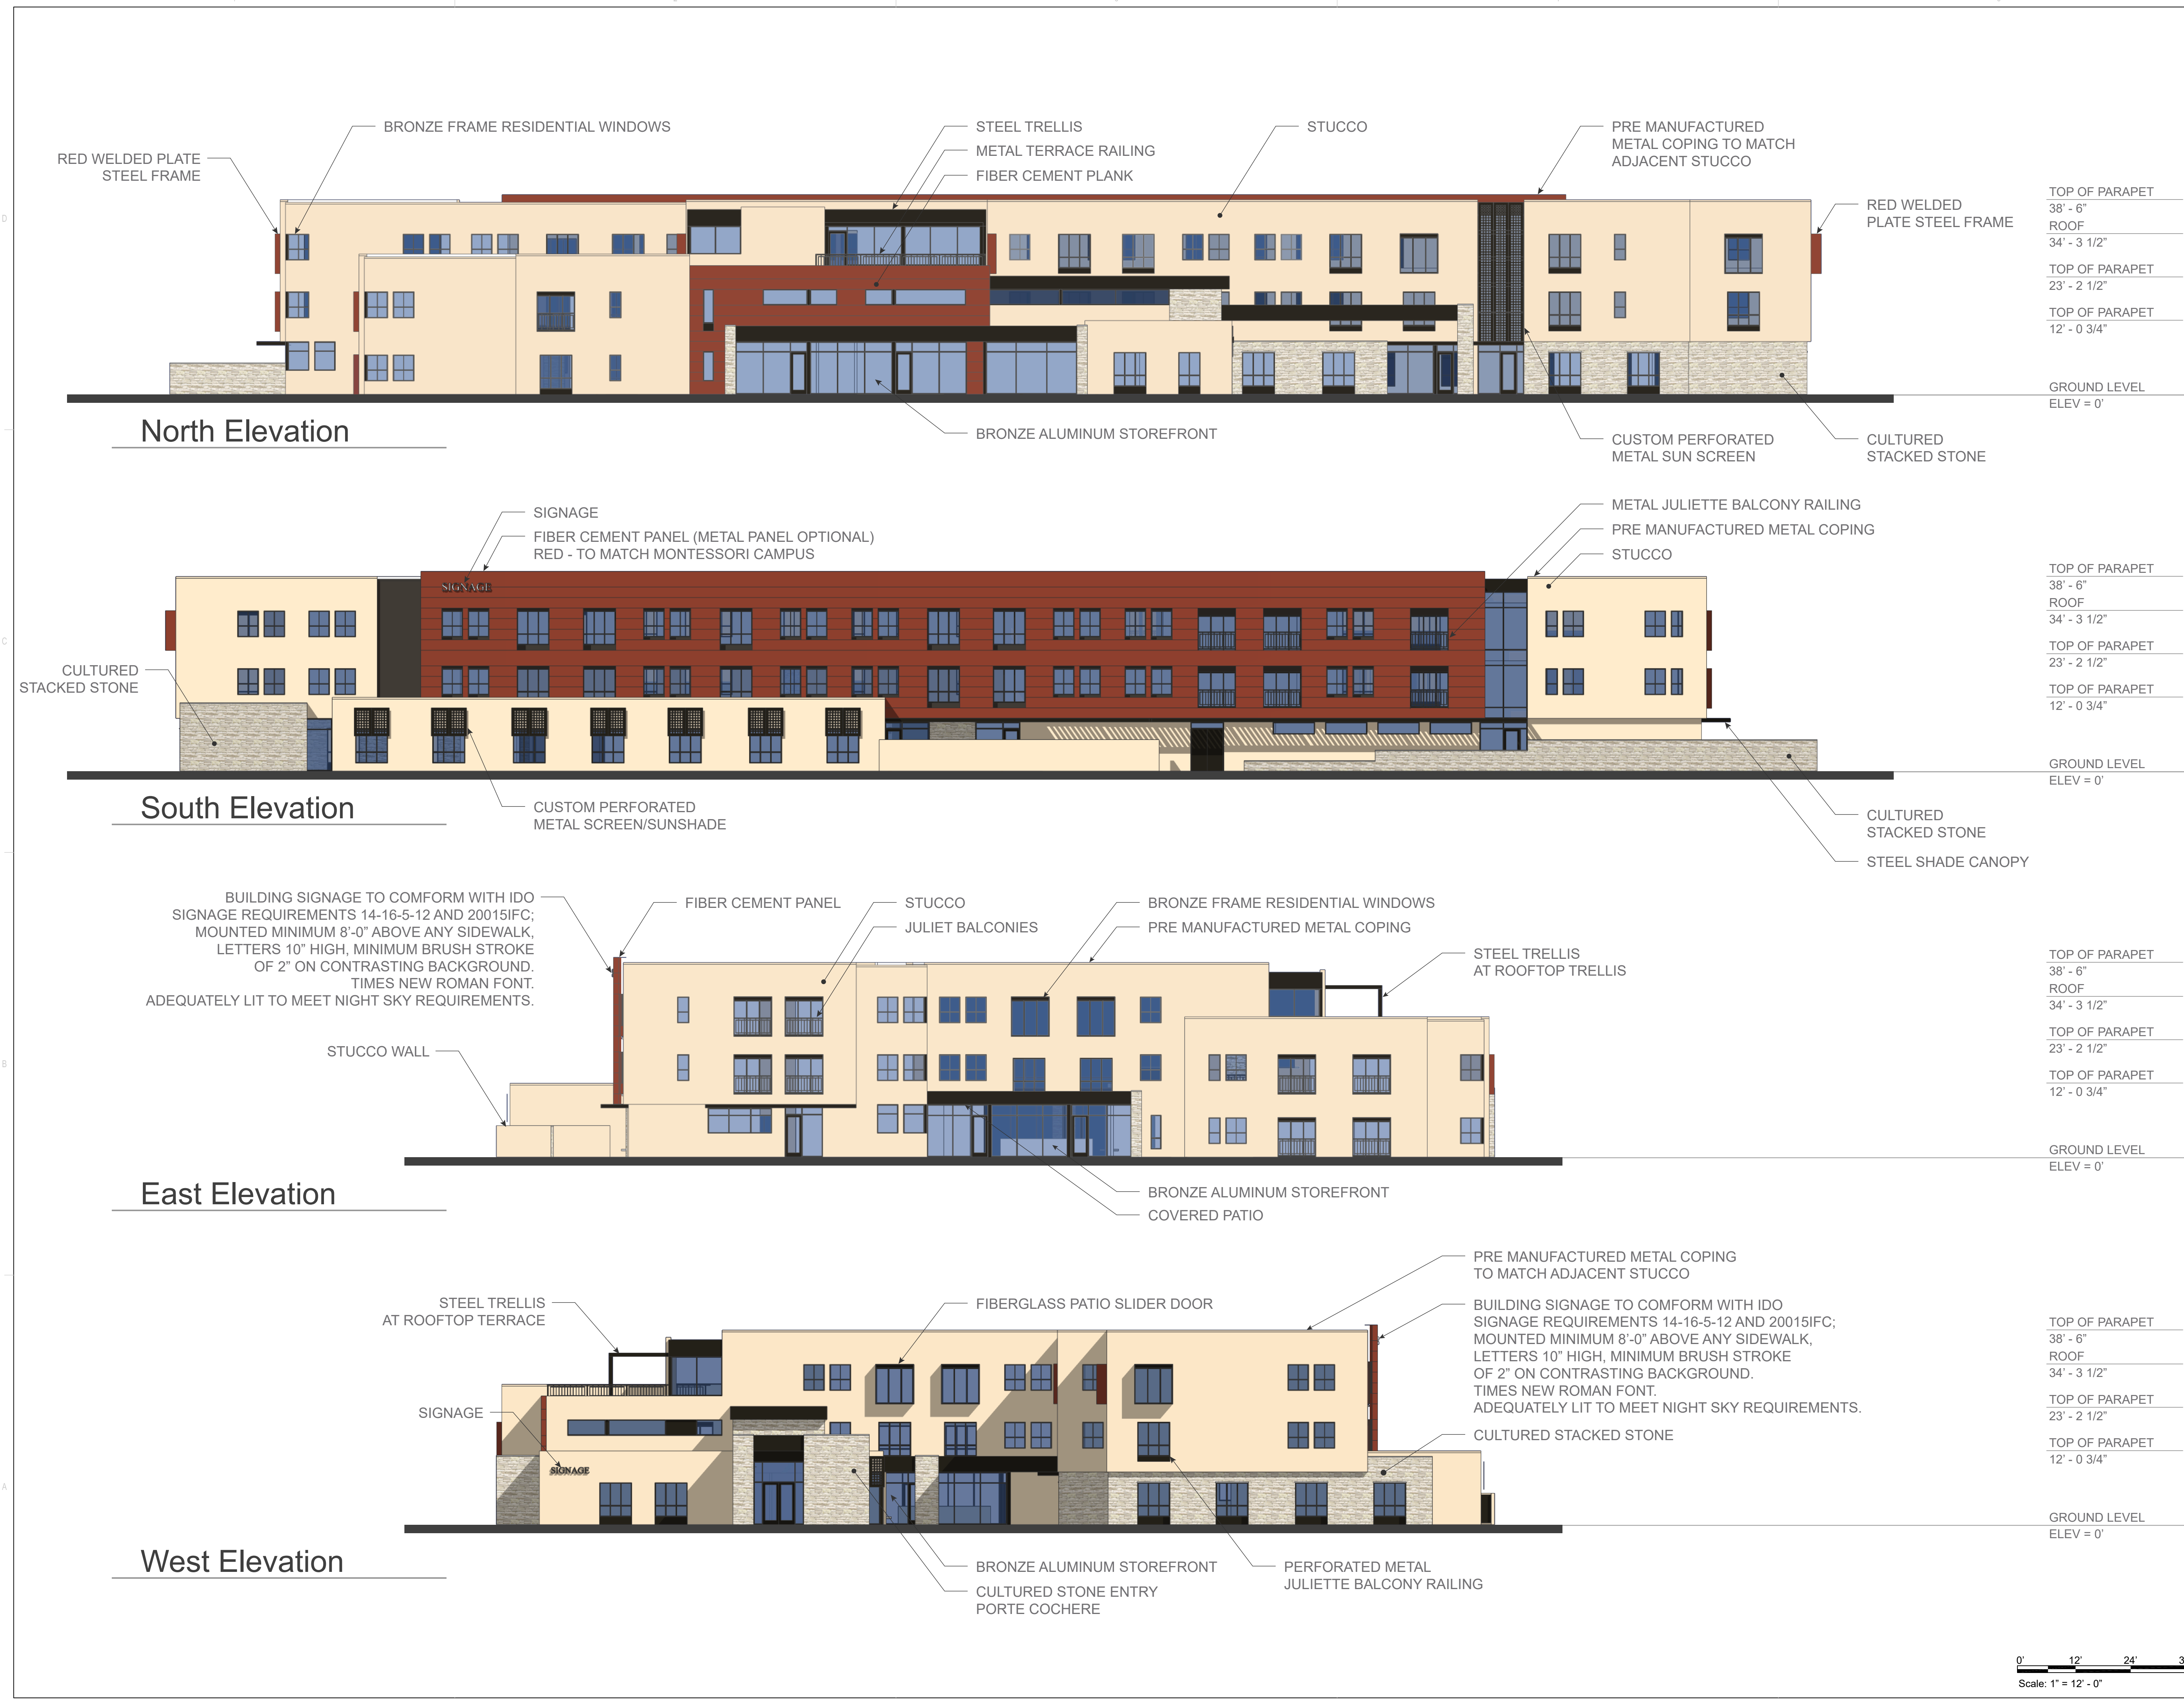 BRONZE FRAME RESIDENTIAL WINDOWS
RED WELDED PLATE
STEEL FRAME
STEEL TRELLIS
METAL TERRACE RAILING
FIBER CEMENT PLANK
STUCCO
PRE MANUFACTURED
METAL COPING TO MATCH
ADJACENT STUCCO
RED WELDED
PLATE STEEL FRAME
TOP OF PARAPET
38' - 6"
ROOF
34' - 3 1/2"
TOP OF PARAPET
23' - 2 1/2"
TOP OF PARAPET
12' - 0 3/4"
GROUND LEVEL
ELEV = 0'
North Elevation
BRONZE ALUMINUM STOREFRONT
CUSTOM PERFORATED
METAL SUN SCREEN
CULTURED
STACKED STONE
SIGNAGE
FIBER CEMENT PANEL (METAL PANEL OPTIONAL)
RED - TO MATCH MONTESSORI CAMPUS
METAL JULIETTE BALCONY RAILING
PRE MANUFACTURED METAL COPING
STUCCO
SIGNAGE
CULTURED
STACKED STONE
TOP OF PARAPET
38' - 6"
ROOF
34' - 3 1/2"
TOP OF PARAPET
23' - 2 1/2"
TOP OF PARAPET
12' - 0 3/4"
GROUND LEVEL
ELEV = 0'
South Elevation
CUSTOM PERFORATED
METAL SCREEN/SUNSHADE
CULTURED
STACKED STONE
STEEL SHADE CANOPY
BUILDING SIGNAGE TO COMFORM WITH IDO
SIGNAGE REQUIREMENTS 14-16-5-12 AND 20015IFC;
MOUNTED MINIMUM 8'-0" ABOVE ANY SIDEWALK,
LETTERS 10" HIGH, MINIMUM BRUSH STROKE
OF 2" ON CONTRASTING BACKGROUND.
TIMES NEW ROMAN FONT.
ADEQUATELY LIT TO MEET NIGHT SKY REQUIREMENTS.
FIBER CEMENT PANEL
STUCCO
JULIET BALCONIES
BRONZE FRAME RESIDENTIAL WINDOWS
PRE MANUFACTURED METAL COPING
STEEL TRELLIS
AT ROOFTOP TRELLIS
STUCCO WALL
TOP OF PARAPET
38' - 6"
ROOF
34' - 3 1/2"
TOP OF PARAPET
23' - 2 1/2"
TOP OF PARAPET
12' - 0 3/4"
GROUND LEVEL
ELEV = 0'
East Elevation
BRONZE ALUMINUM STOREFRONT
COVERED PATIO
PRE MANUFACTURED METAL COPING
TO MATCH ADJACENT STUCCO
STEEL TRELLIS
AT ROOFTOP TERRACE
FIBERGLASS PATIO SLIDER DOOR
BUILDING SIGNAGE TO COMFORM WITH IDO
SIGNAGE REQUIREMENTS 14-16-5-12 AND 20015IFC;
MOUNTED MINIMUM 8'-0" ABOVE ANY SIDEWALK,
LETTERS 10" HIGH, MINIMUM BRUSH STROKE
OF 2" ON CONTRASTING BACKGROUND.
TIMES NEW ROMAN FONT.
ADEQUATELY LIT TO MEET NIGHT SKY REQUIREMENTS.
SIGNAGE
CULTURED STACKED STONE
SIGNAGE
TOP OF PARAPET
38' - 6"
ROOF
34' - 3 1/2"
TOP OF PARAPET
23' - 2 1/2"
TOP OF PARAPET
12' - 0 3/4"
GROUND LEVEL
ELEV = 0'
West Elevation
BRONZE ALUMINUM STOREFRONT
CULTURED STONE ENTRY
PORTE COCHERE
PERFORATED METAL
JULIETTE BALCONY RAILING
0' 12' 24'
Scale: 1" = 12' - 0"
D
C
B
A